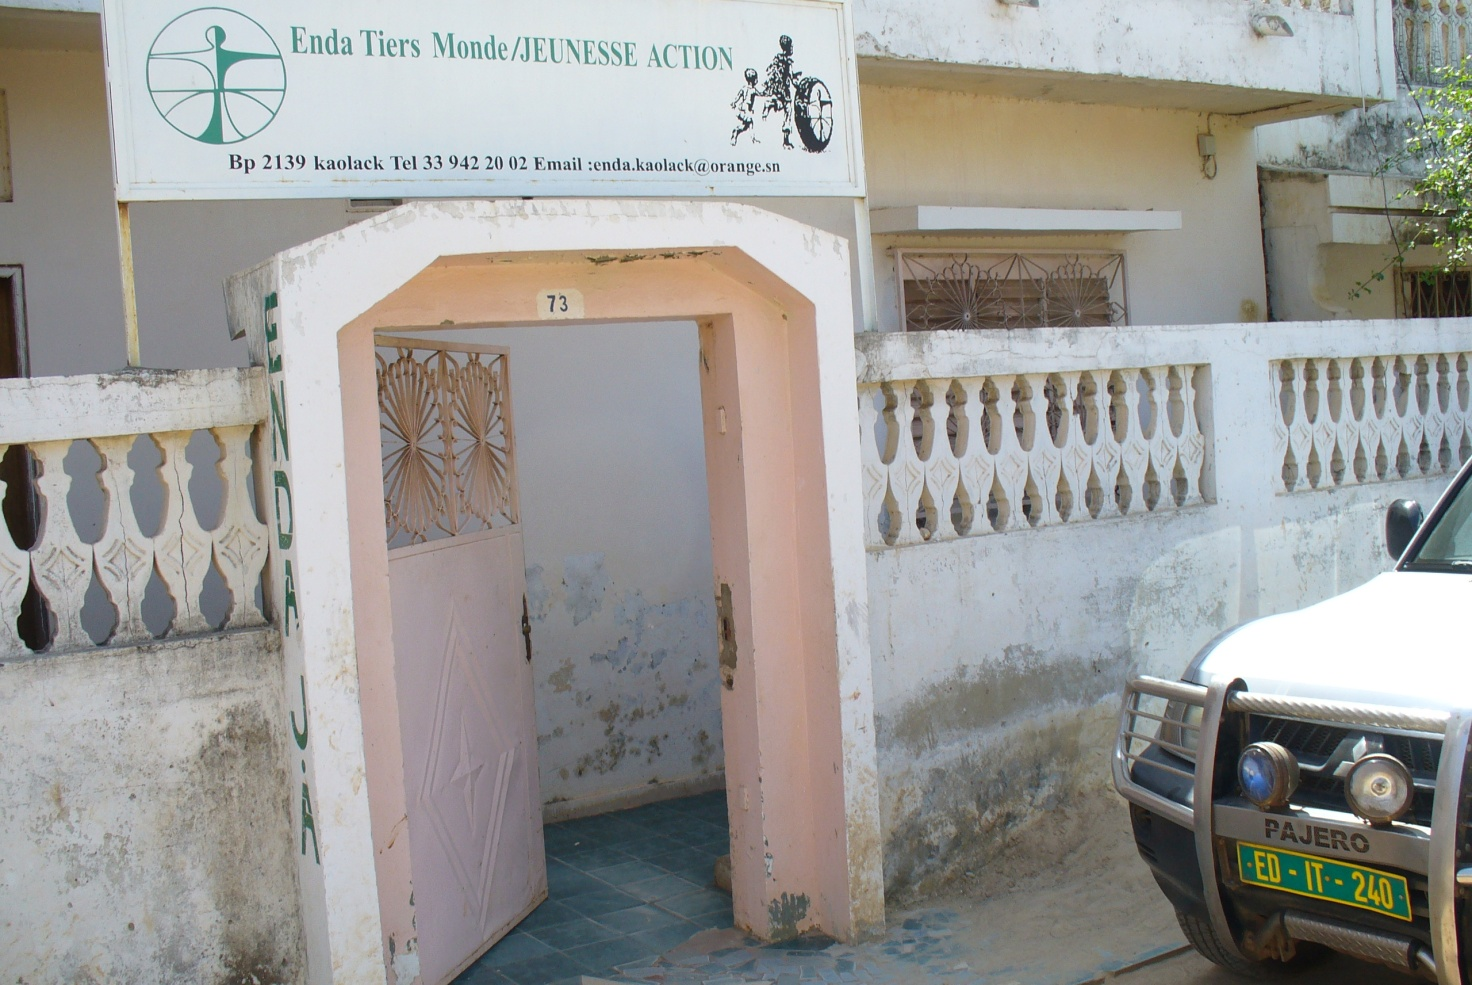 Enda Tiers Monde/JEUNESSE ACTION
Bp 2139 kaolack Tel 33 942 20 02 Email :enda.kaolack@orange.sn
73
ENDA J.A
PAJERO
ED - IT - 240